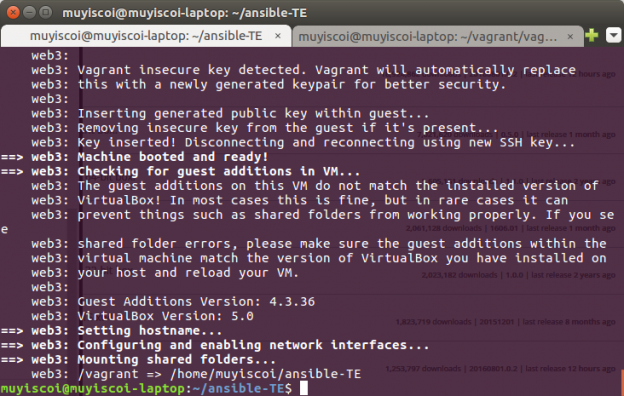 muyiscoi@muyiscoi-laptop: ~/ansible-TE
muyiscoi@muyiscoi-laptop: ~/ansible-TE × muyiscoi@muyiscoi-laptop: ~/vagrant/vag... ×
web3:
web3: Vagrant insecure key detected. Vagrant will automatically replace
web3: this with a newly generated keypair for better security.
web3:
web3: Inserting generated public key within guest...
web3: Removing insecure key from the guest if it's present...
web3: Key inserted! Disconnecting and reconnecting using new SSH key...
==> web3: Machine booted and ready!
==> web3: Checking for guest additions in VM...
web3: The guest additions on this VM do not match the installed version of
web3: VirtualBox! In most cases this is fine, but in rare cases it can
web3: prevent things such as shared folders from working properly. If you se
e
web3: shared folder errors, please make sure the guest additions within the
web3: virtual machine match the version of VirtualBox you have installed on
web3: your host and reload your VM.
web3:
web3: Guest Additions Version: 4.3.36
web3: VirtualBox Version: 5.0
==> web3: Setting hostname...
==> web3: Configuring and enabling network interfaces...
==> web3: Mounting shared folders...
web3: /vagrant => /home/muyiscoi/ansible-TE
muyiscoi@muyiscoi-laptop:~/ansible-TE$